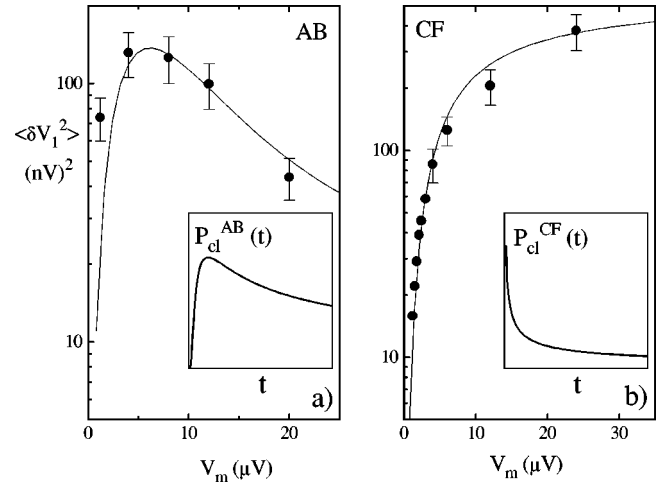 a)
AB
100
10
<δV₁²>
(nV)²
P_cl^AB (t)
t
0
10
20
V_m (μV)
CF
100
10
P_cl^CF (t)
t
b)
0
10
20
30
V_m (μV)